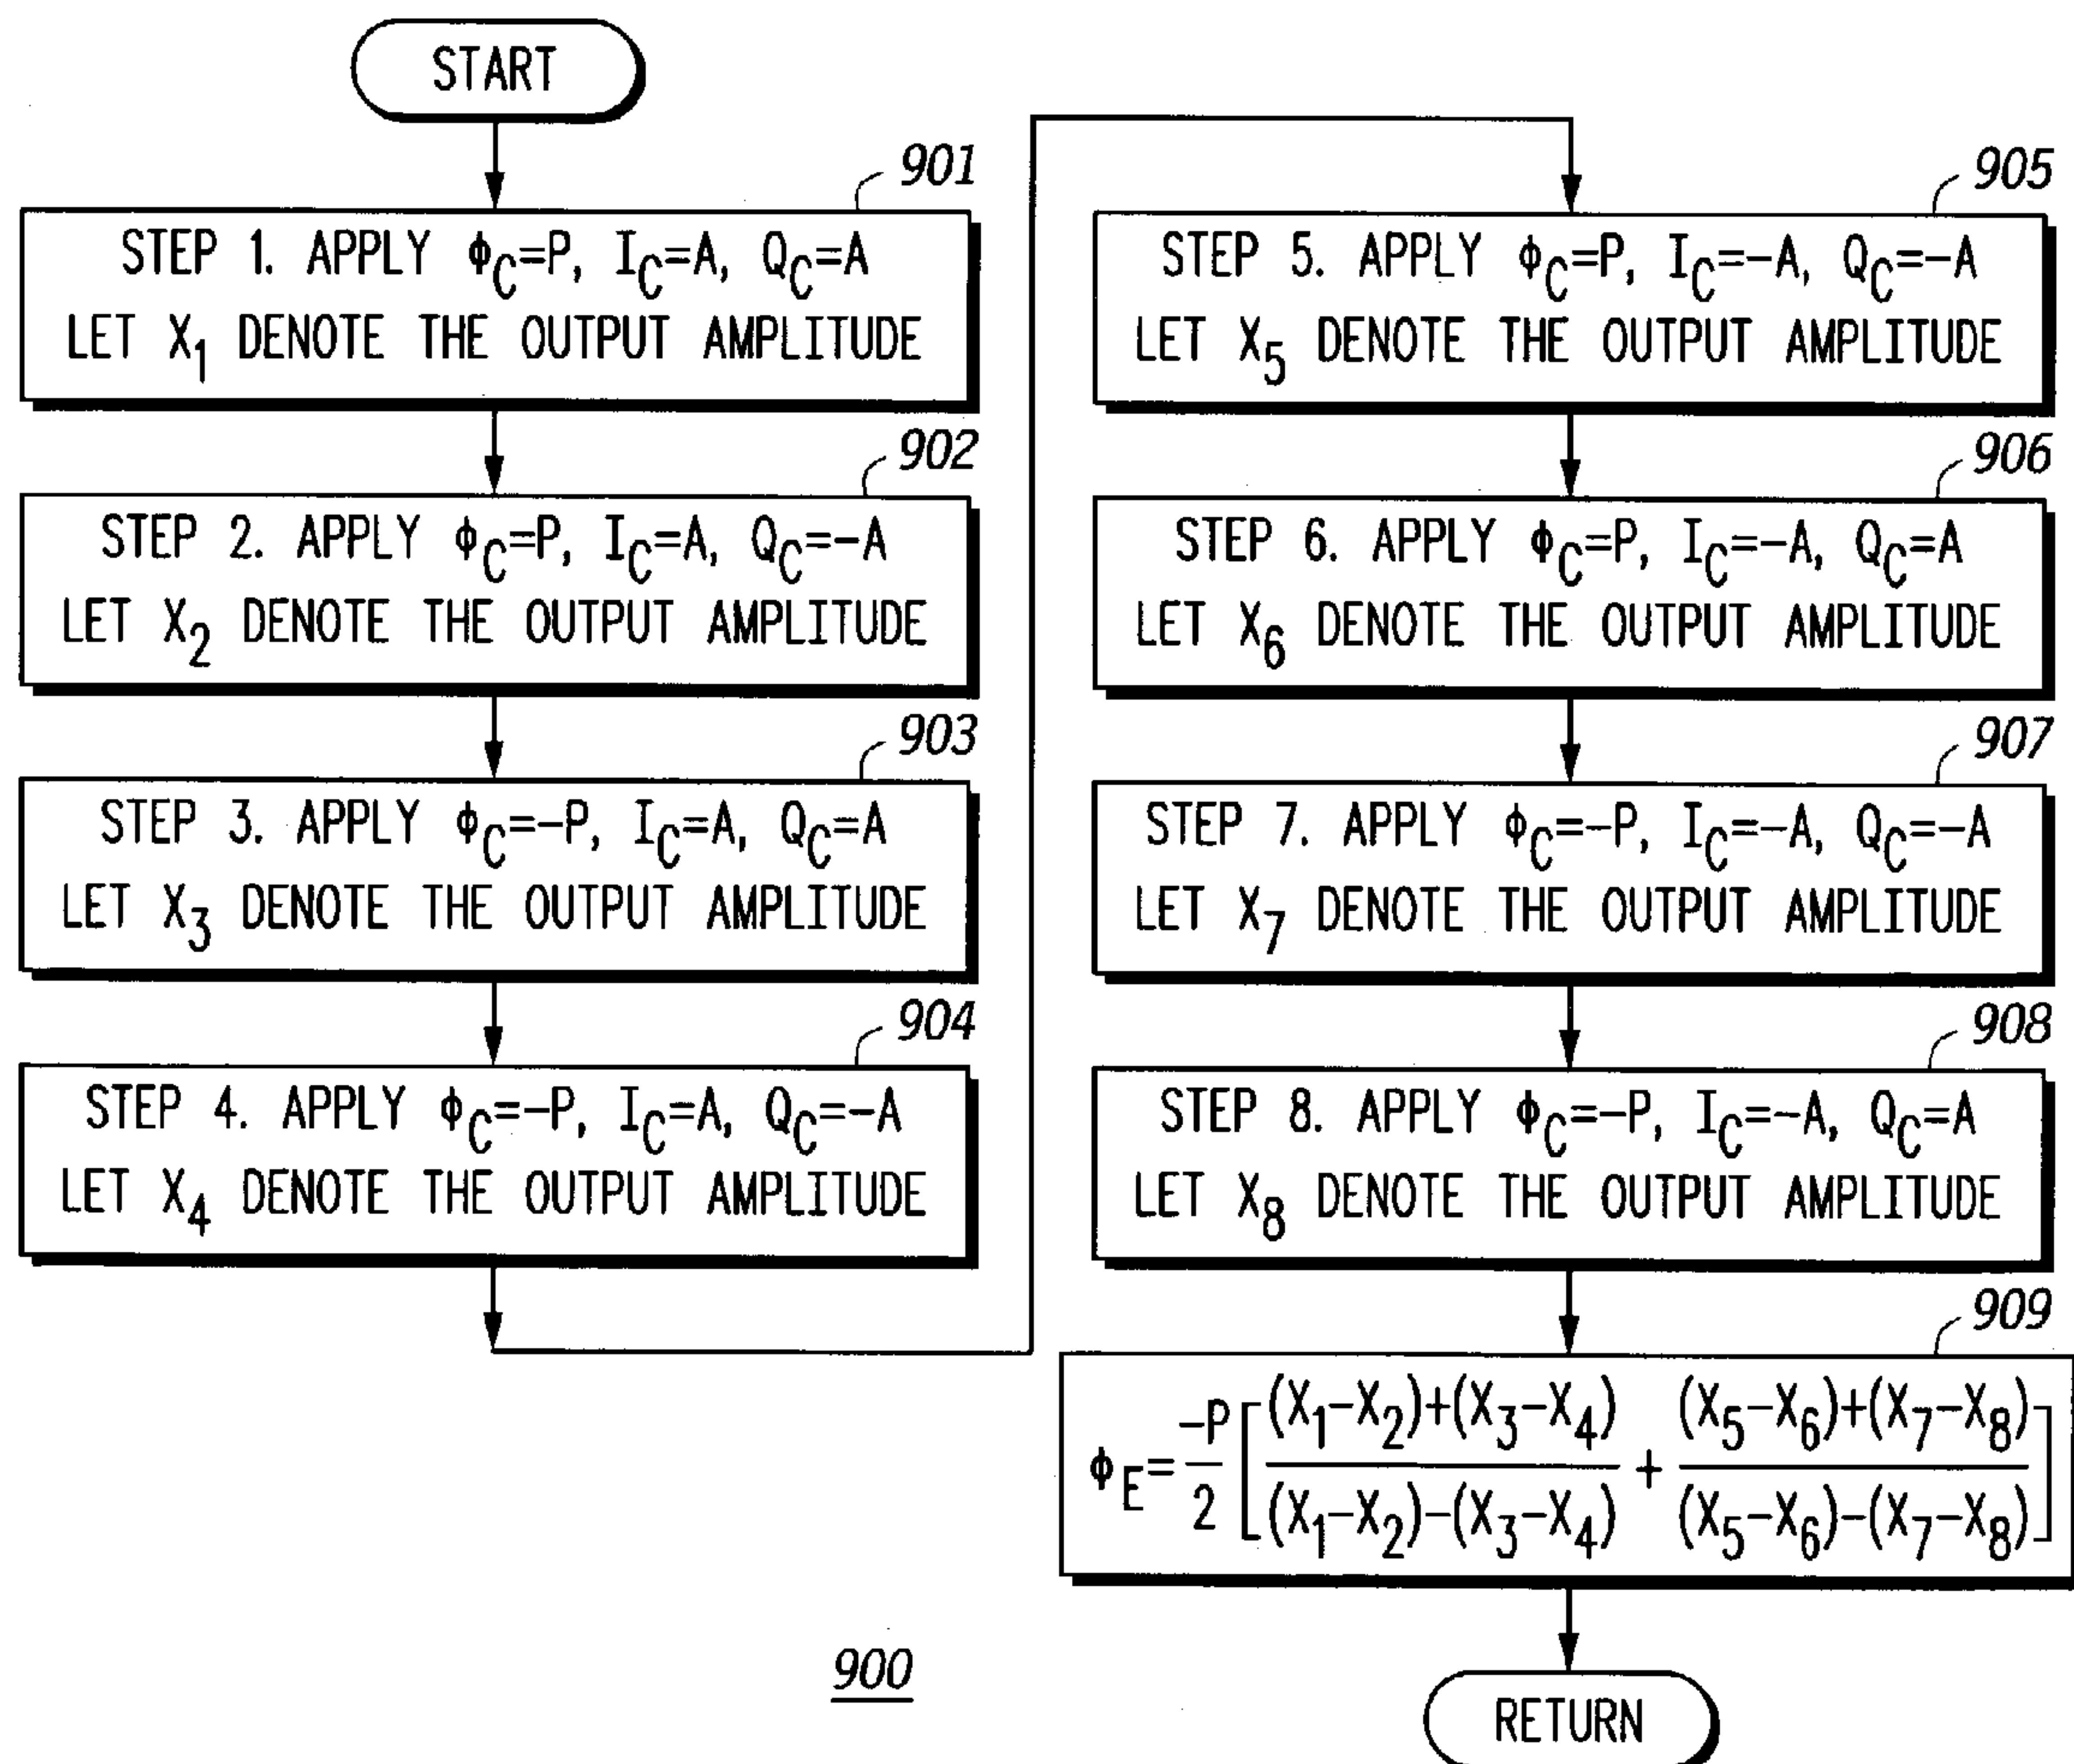 START
901
STEP 1. APPLY ϕC=P, IC=A, QC=A
LET X1 DENOTE THE OUTPUT AMPLITUDE
902
STEP 2. APPLY ϕC=P, IC=A, QC=-A
LET X2 DENOTE THE OUTPUT AMPLITUDE
903
STEP 3. APPLY ϕC=-P, IC=A, QC=A
LET X3 DENOTE THE OUTPUT AMPLITUDE
904
STEP 4. APPLY ϕC=-P, IC=A, QC=-A
LET X4 DENOTE THE OUTPUT AMPLITUDE
905
STEP 5. APPLY ϕC=P, IC=-A, QC=-A
LET X5 DENOTE THE OUTPUT AMPLITUDE
906
STEP 6. APPLY ϕC=P, IC=-A, QC=A
LET X6 DENOTE THE OUTPUT AMPLITUDE
907
STEP 7. APPLY ϕC=-P, IC=-A, QC=-A
LET X7 DENOTE THE OUTPUT AMPLITUDE
908
STEP 8. APPLY ϕC=-P, IC=-A, QC=A
LET X8 DENOTE THE OUTPUT AMPLITUDE
909
ϕE=-P/2[(X1-X2)+(X3-X4)/(X1-X2)-(X3-X4) + (X5-X6)+(X7-X8)/(X5-X6)-(X7-X8)]
RETURN
900